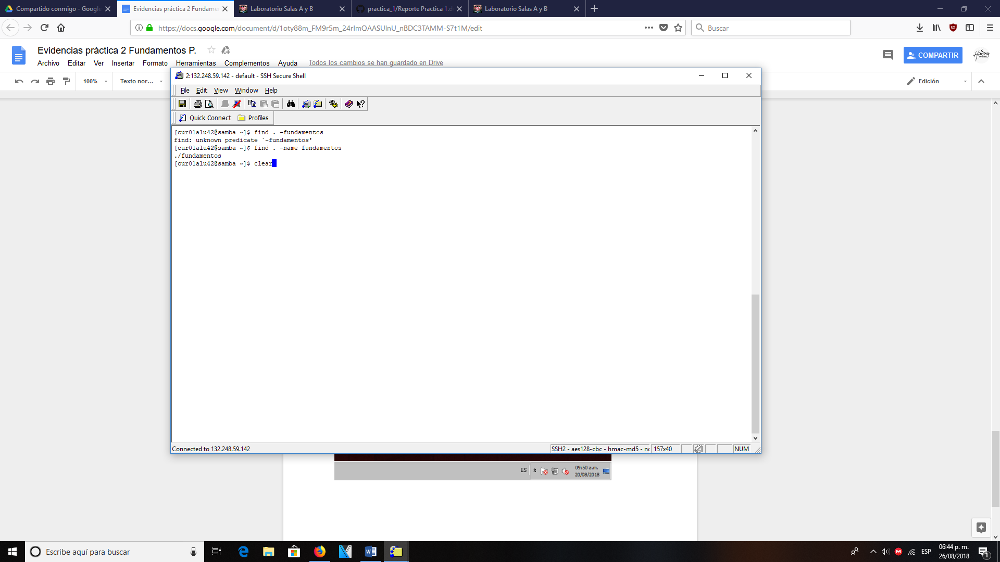 Compartido conmigo - Google
Evidencias práctica 2 Fundame
Laboratorio Salas A y B
practica_1/Reporte Practica 1.d
Laboratorio Salas A y B
https://docs.google.com/document/d/1oty88m_FM9r5m_24rImQAASUlnU_nBDC3TAMM-S7t1M/edit
Buscar
Evidencias práctica 2 Fundamentos P.
Archivo Editar Ver Insertar Formato Herramientas Complementos Ayuda Todos los cambios se han guardado en Drive
COMPARTIR
100% Texto nor... Edición
2:132.248.59.142 - default - SSH Secure Shell
File Edit View Window Help
Quick Connect Profiles
[cur01alu42@samba ~]$ find . -fundamentos
find: unknown predicate `-fundamentos'
[cur01alu42@samba ~]$ find . -name fundamentos
./fundamentos
[cur01alu42@samba ~]$ clear
Connected to 132.248.59.142
SSH2 - aes128-cbc - hmac-md5 - nc 157x40 NUM
ES 09:50 a.m.
20/08/2018
Escribe aquí para buscar
ESP 06:44 p. m.
26/08/2018
1